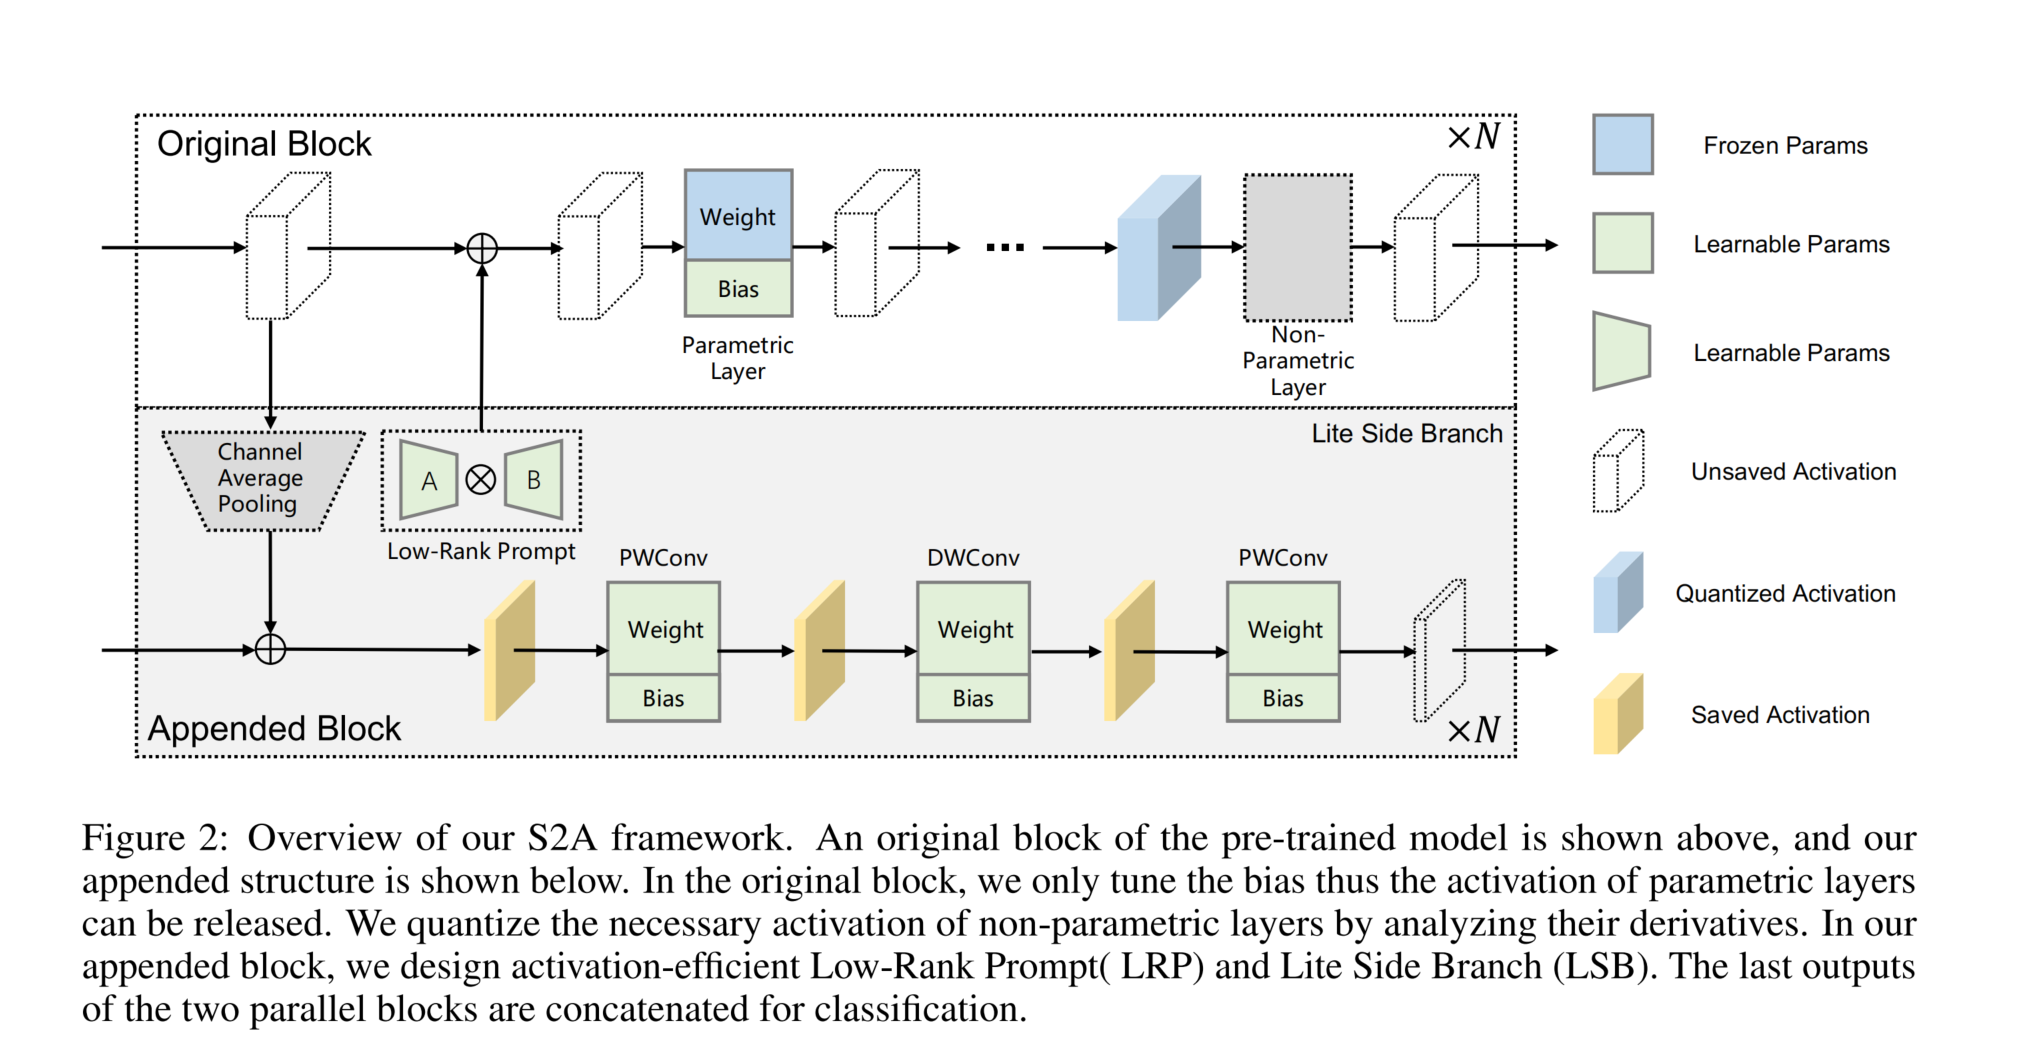 Original Block
×N
Weight
Bias
Parametric
Layer
Non-
Parametric
Layer
Lite Side Branch
Channel
Average
Pooling
A
B
Low-Rank Prompt
PWConv
DWConv
PWConv
Weight
Weight
Weight
Bias
Bias
Bias
Appended Block
×N
Frozen Params
Learnable Params
Learnable Params
Unsaved Activation
Quantized Activation
Saved Activation
Figure 2: Overview of our S2A framework. An original block of the pre-trained model is shown above, and our
appended structure is shown below. In the original block, we only tune the bias thus the activation of parametric layers
can be released. We quantize the necessary activation of non-parametric layers by analyzing their derivatives. In our
appended block, we design activation-efficient Low-Rank Prompt( LRP) and Lite Side Branch (LSB). The last outputs
of the two parallel blocks are concatenated for classification.